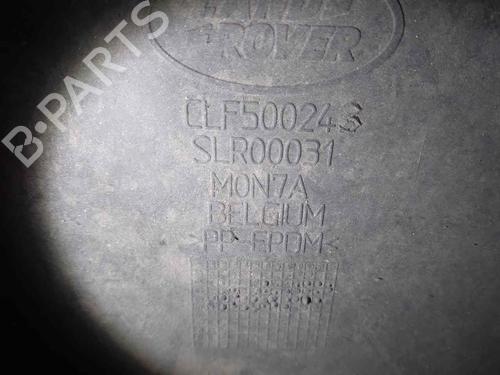 LAND
ROVER
CLF500243
SLR00031
MON7A
BELGIUM
>PP-EPDM<
B-PARTS